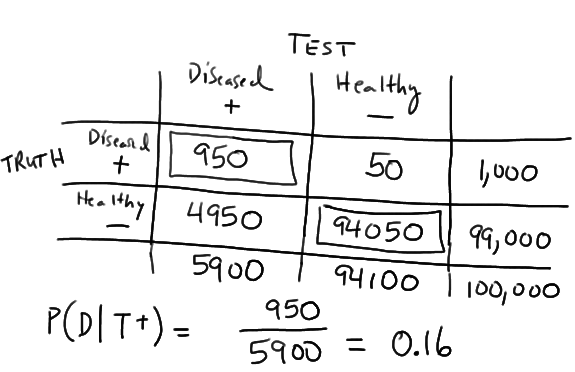 TEST
Diseased Healthy
+ −
TRUTH Diseased + 950 50 1,000
Healthy − 4950 94050 99,000
5900 94100 100,000
P(D|T+) = 950/5900 = 0.16